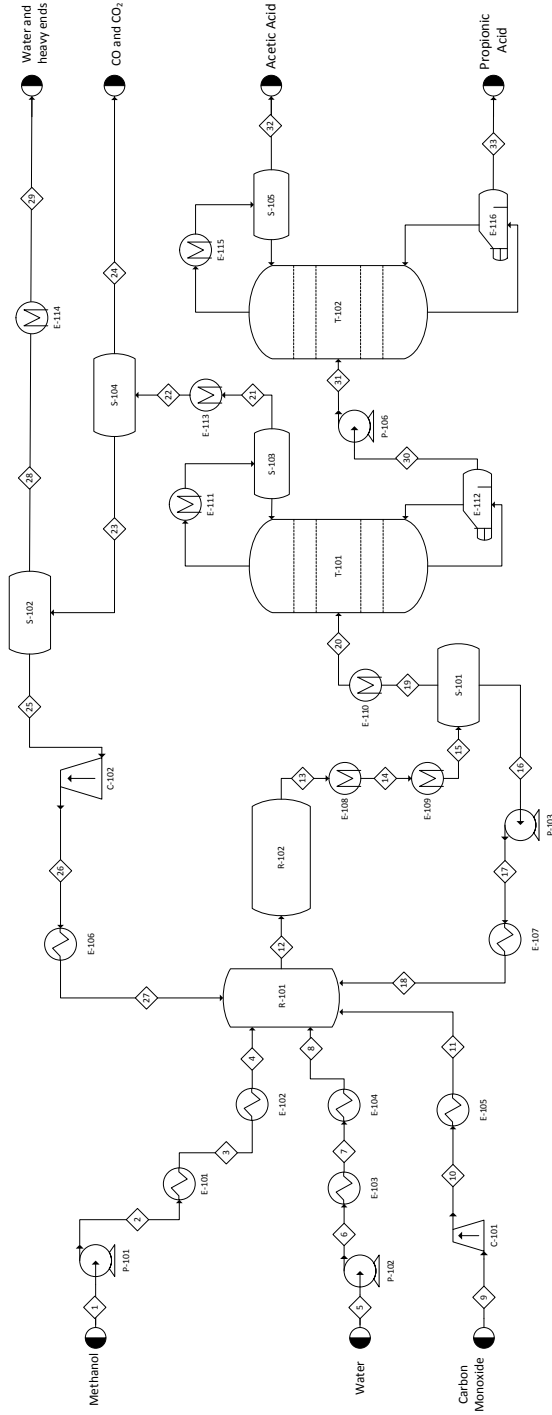 Methanol
1
P-101
2
E-101
3
E-102
4
Water
5
P-102
6
E-103
7
E-104
8
Carbon
Monoxide
9
C-101
10
E-105
11
R-101
12
R-102
13
E-108
14
E-109
15
S-101
16
P-103
17
E-107
18
19
E-110
20
T-101
E-111
S-103
21
E-113
22
S-104
23
24
CO and CO2
S-102
25
C-102
26
E-106
27
28
E-114
29
Water and
heavy ends
E-112
30
P-106
31
T-102
E-115
S-105
32
Acetic Acid
E-116
33
Propionic
Acid